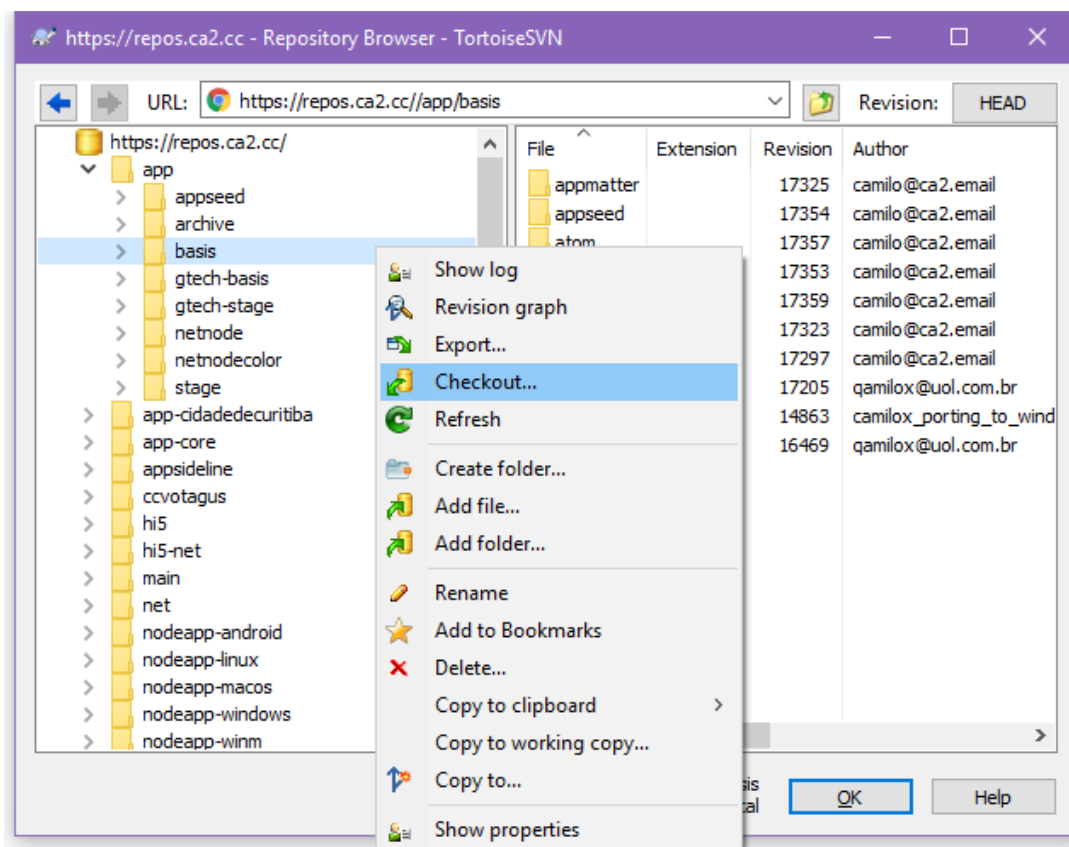 https://repos.ca2.cc - Repository Browser - TortoiseSVN
URL: https://repos.ca2.cc//app/basis Revision: HEAD
https://repos.ca2.cc/
app
appseed
archive
basis
gtech-basis
gtech-stage
netnode
netnodecolor
stage
app-cidadedecuritiba
app-core
appsideline
ccvotagus
hi5
hi5-net
main
net
nodeapp-android
nodeapp-linux
nodeapp-macos
nodeapp-windows
nodeapp-winm
File Extension Revision Author
appmatter 17325 camilo@ca2.email
appseed 17354 camilo@ca2.email
atom 17357 camilo@ca2.email
17353 camilo@ca2.email
17359 camilo@ca2.email
17323 camilo@ca2.email
17297 camilo@ca2.email
17205 qamilox@uol.com.br
14863 camilox_porting_to_wind
16469 qamilox@uol.com.br
Show log
Revision graph
Export...
Checkout...
Refresh
Create folder...
Add file...
Add folder...
Rename
Add to Bookmarks
Delete...
Copy to clipboard
Copy to working copy...
Copy to...
Show properties
OK Help